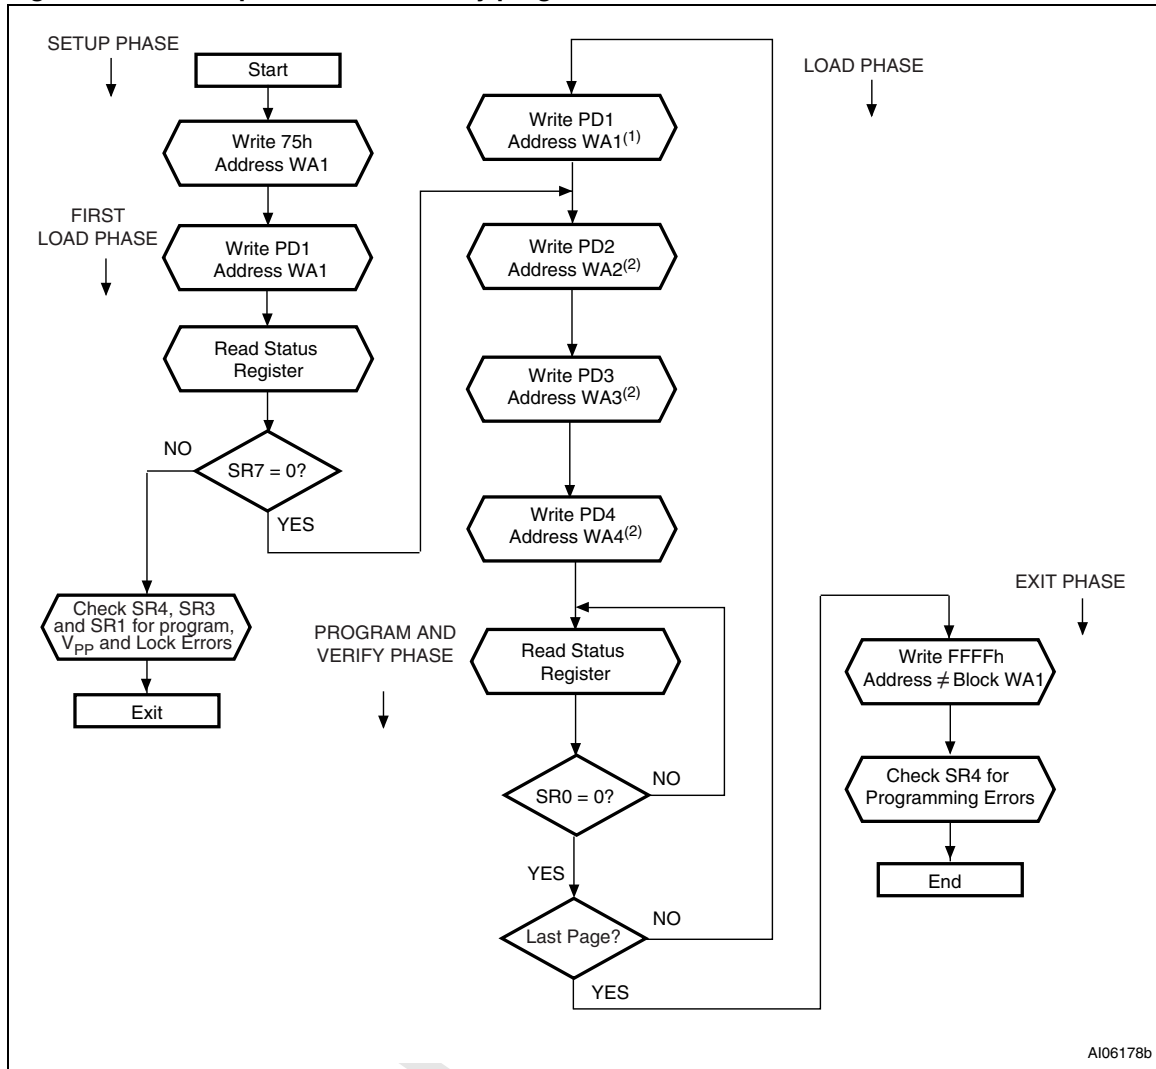 SETUP PHASE
Start
Write 75h
Address WA1
FIRST
LOAD PHASE
Write PD1
Address WA1
Read Status
Register
NO
SR7 = 0?
YES
Check SR4, SR3
and SR1 for program,
VPP and Lock Errors
Exit
LOAD PHASE
Write PD1
Address WA1(1)
Write PD2
Address WA2(2)
Write PD3
Address WA3(2)
Write PD4
Address WA4(2)
PROGRAM AND
VERIFY PHASE
Read Status
Register
NO
SR0 = 0?
YES
NO
Last Page?
YES
EXIT PHASE
Write FFFFh
Address ≠ Block WA1
Check SR4 for
Programming Errors
End
AI06178b